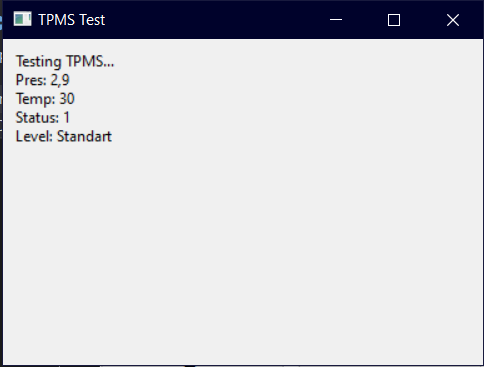 TPMS Test
Testing TPMS...
Pres: 2,9
Temp: 30
Status: 1
Level: Standart